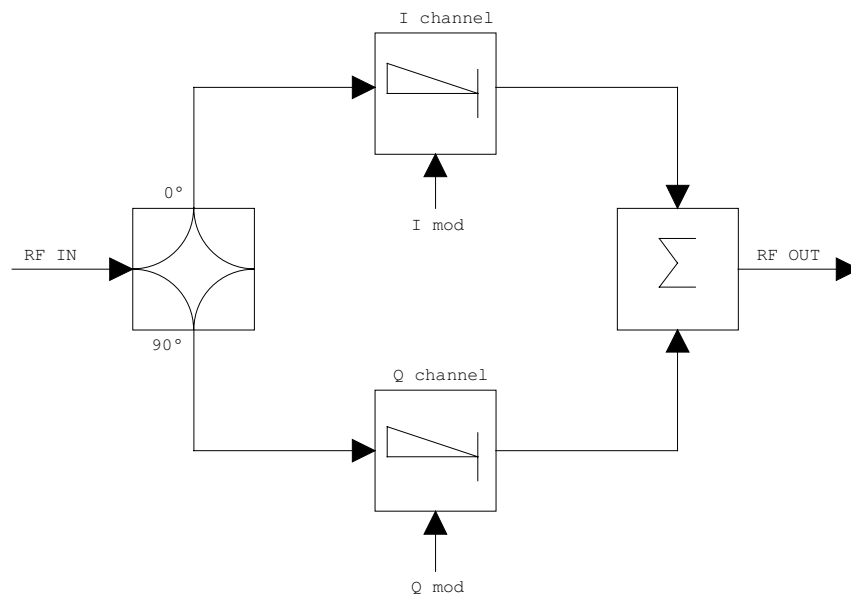 I channel
0°
I mod
RF IN
Σ
RF OUT
90°
Q channel
Q mod